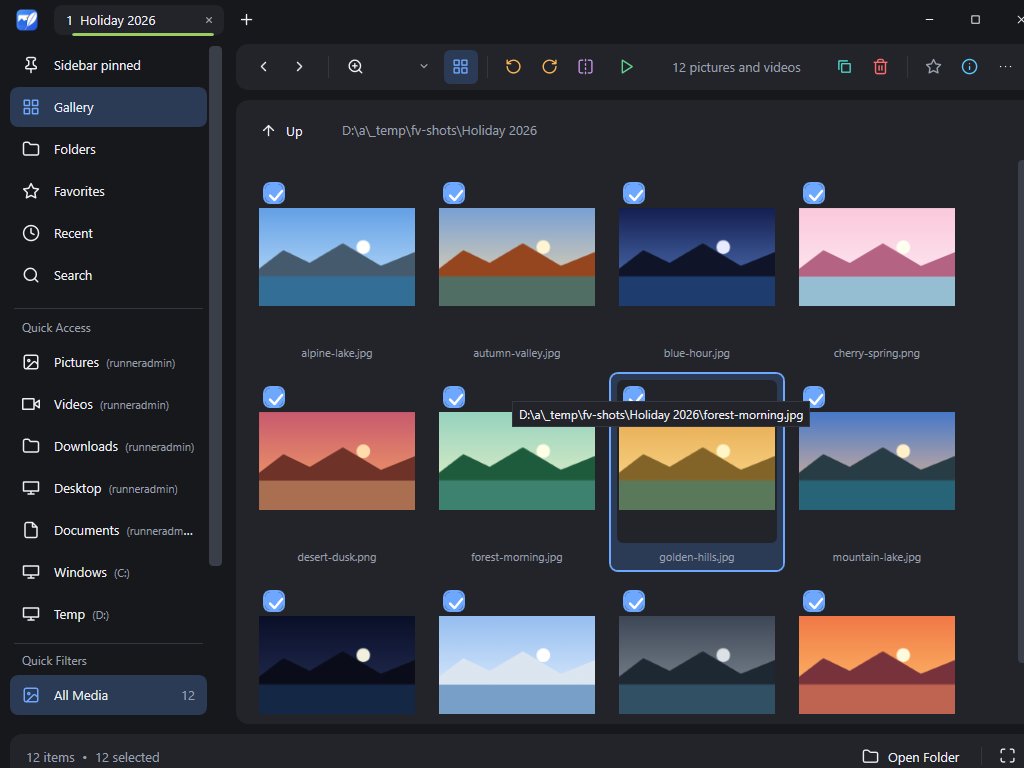 1 Holiday 2026
Sidebar pinned
Gallery
Folders
Favorites
Recent
Search
Quick Access
Pictures (runneradmin)
Videos (runneradmin)
Downloads (runneradmin)
Desktop (runneradmin)
Documents (runneradm...
Windows (C:)
Temp (D:)
Quick Filters
All Media 12
12 pictures and videos
Up D:\a\_temp\fv-shots\Holiday 2026
alpine-lake.jpg autumn-valley.jpg blue-hour.jpg cherry-spring.png
D:\a\_temp\fv-shots\Holiday 2026\forest-morning.jpg
desert-dusk.png forest-morning.jpg golden-hills.jpg mountain-lake.jpg
12 items • 12 selected
Open Folder